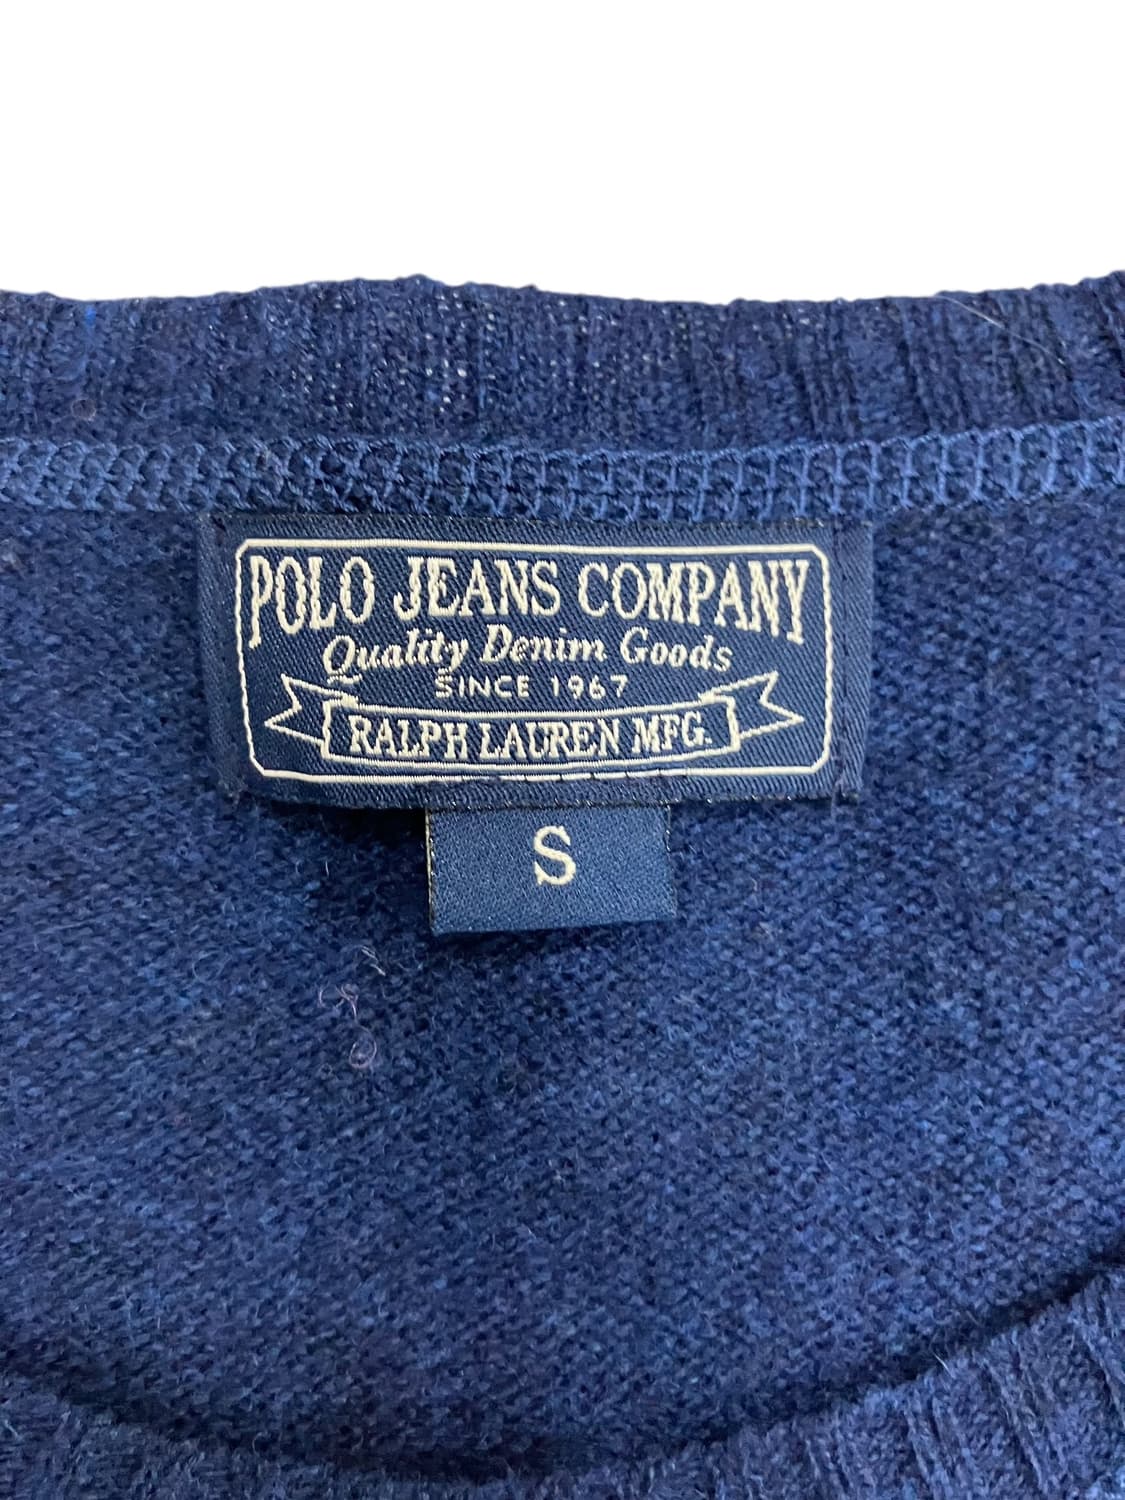 POLO JEANS COMPANY
Quality Denim Goods
SINCE 1967
RALPH LAUREN MFG.
S